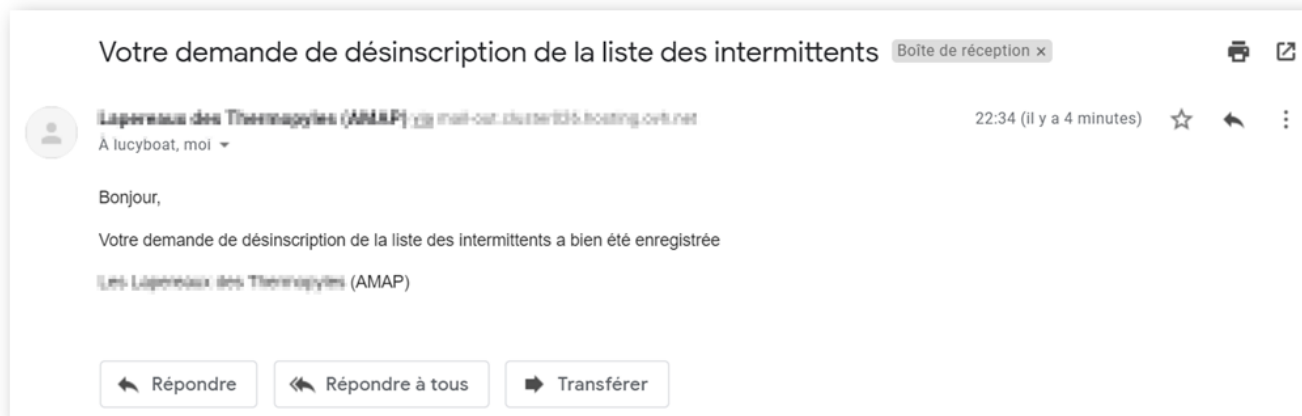 Votre demande de désinscription de la liste des intermittents Boîte de réception ×
22:34 (il y a 4 minutes)
À lucyboat, moi
Bonjour,
Votre demande de désinscription de la liste des intermittents a bien été enregistrée
(AMAP)
Répondre Répondre à tous Transférer